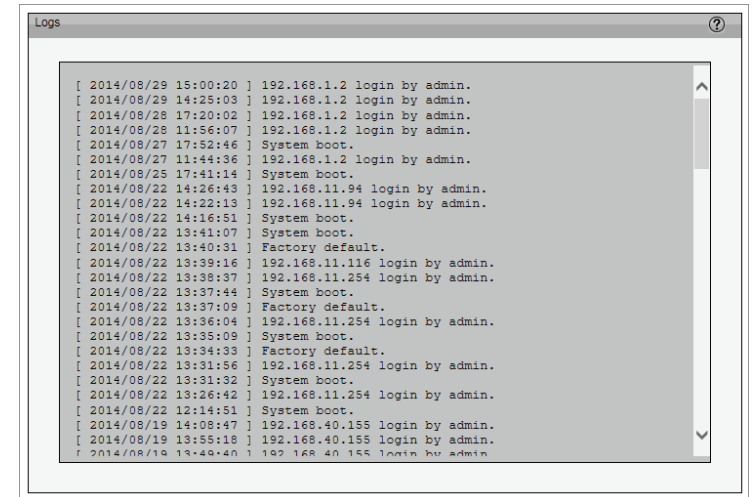 Logs
[ 2014/08/29 15:00:20 ] 192.168.1.2 login by admin.
[ 2014/08/29 14:25:03 ] 192.168.1.2 login by admin.
[ 2014/08/28 17:20:02 ] 192.168.1.2 login by admin.
[ 2014/08/28 11:56:07 ] 192.168.1.2 login by admin.
[ 2014/08/27 17:52:46 ] System boot.
[ 2014/08/27 11:44:36 ] 192.168.1.2 login by admin.
[ 2014/08/25 17:41:14 ] System boot.
[ 2014/08/22 14:26:43 ] 192.168.11.94 login by admin.
[ 2014/08/22 14:22:13 ] 192.168.11.94 login by admin.
[ 2014/08/22 14:16:51 ] System boot.
[ 2014/08/22 13:41:07 ] System boot.
[ 2014/08/22 13:40:31 ] Factory default.
[ 2014/08/22 13:39:16 ] 192.168.11.116 login by admin.
[ 2014/08/22 13:38:37 ] 192.168.11.254 login by admin.
[ 2014/08/22 13:37:44 ] System boot.
[ 2014/08/22 13:37:09 ] Factory default.
[ 2014/08/22 13:36:04 ] 192.168.11.254 login by admin.
[ 2014/08/22 13:35:09 ] System boot.
[ 2014/08/22 13:34:33 ] Factory default.
[ 2014/08/22 13:31:56 ] 192.168.11.254 login by admin.
[ 2014/08/22 13:31:32 ] System boot.
[ 2014/08/22 13:26:42 ] 192.168.11.254 login by admin.
[ 2014/08/22 12:14:51 ] System boot.
[ 2014/08/19 14:08:47 ] 192.168.40.155 login by admin.
[ 2014/08/19 13:55:18 ] 192.168.40.155 login by admin.
[ 2014/08/19 13:49:40 ] 192.168.40.155 login by admin.